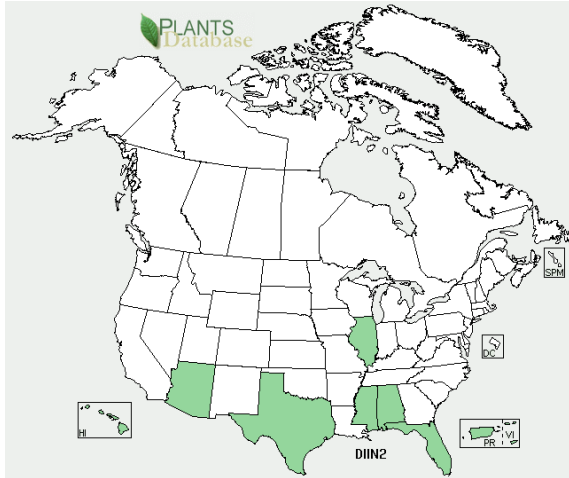 PLANTS
Database
SPM
DC
HI
PR
VI
DIIN2